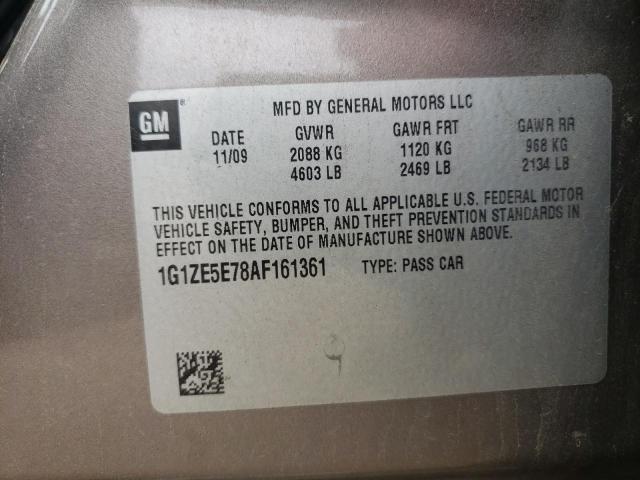 MFD BY GENERAL MOTORS LLC
GM ®
DATE GVWR GAWR FRT GAWR RR
11/09 2088 KG 1120 KG 968 KG
4603 LB 2469 LB 2134 LB
THIS VEHICLE CONFORMS TO ALL APPLICABLE U.S. FEDERAL MOTOR
VEHICLE SAFETY, BUMPER, AND THEFT PREVENTION STANDARDS IN
EFFECT ON THE DATE OF MANUFACTURE SHOWN ABOVE.
1G1ZE5E78AF161361 TYPE: PASS CAR